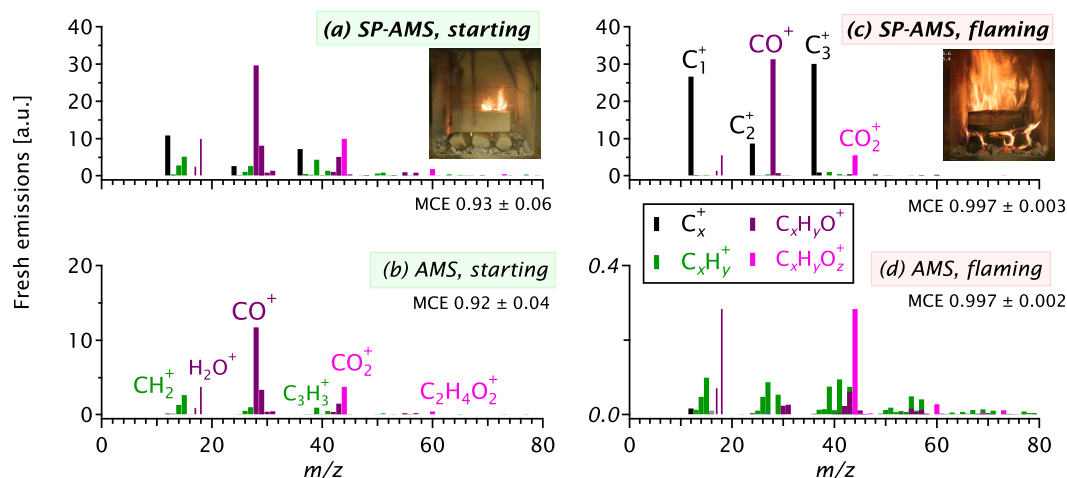 (a) SP-AMS, starting
(c) SP-AMS, flaming
Fresh emissions [a.u.]
40
30
20
10
0
MCE 0.93 ± 0.06
40
30
20
10
0
C₁⁺
C₂⁺
CO⁺
C₃⁺
CO₂⁺
MCE 0.997 ± 0.003
Cₓ⁺
CₓHᵧO⁺
CₓHᵧ⁺
CₓHᵧO_z⁺
(b) AMS, starting
MCE 0.92 ± 0.04
20
10
0
CH₂⁺
H₂O⁺
CO⁺
C₃H₃⁺
CO₂⁺
C₂H₄O₂⁺
0 20 40 60 80
m/z
(d) AMS, flaming
MCE 0.997 ± 0.002
0.4
0.0
0 20 40 60 80
m/z